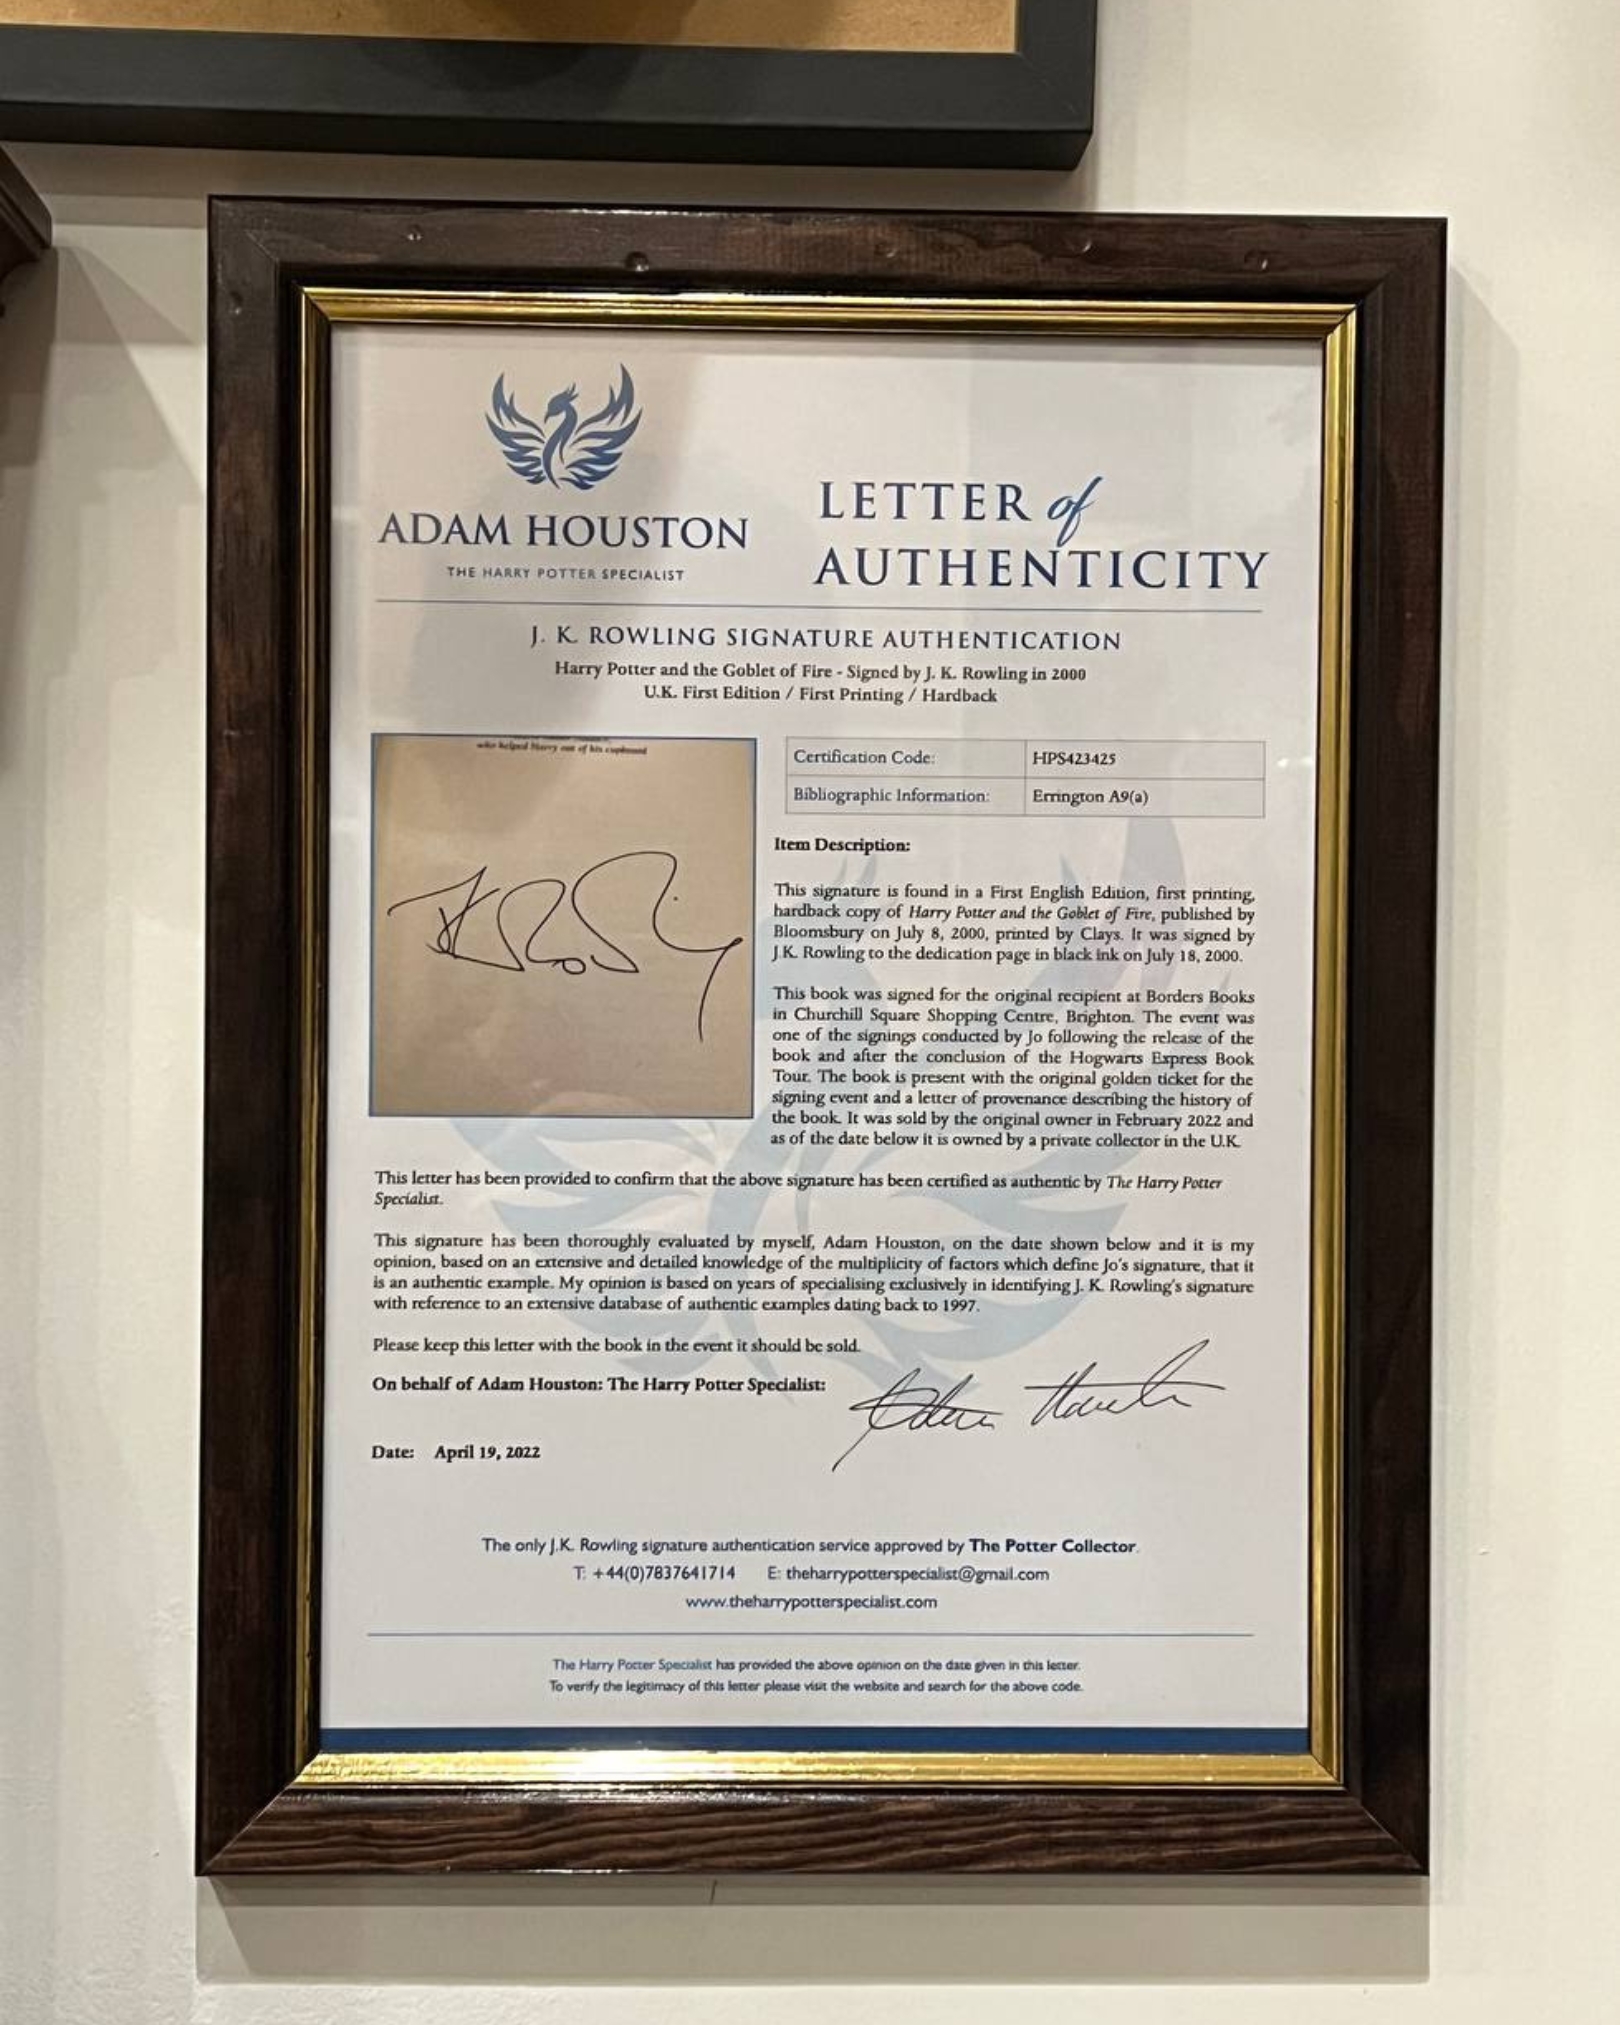 ADAM HOUSTON
THE HARRY POTTER SPECIALIST
LETTER of
AUTHENTICITY
J. K. ROWLING SIGNATURE AUTHENTICATION
Harry Potter and the Goblet of Fire - Signed by J. K. Rowling in 2000
U.K. First Edition / First Printing / Hardback
who helped Harry out of his cupboard
Certification Code: HPS423425
Bibliographic Information: Errington A9(a)
Item Description:
This signature is found in a First English Edition, first printing,
hardback copy of Harry Potter and the Goblet of Fire, published by
Bloomsbury on July 8, 2000, printed by Clays. It was signed by
J.K. Rowling to the dedication page in black ink on July 18, 2000.
This book was signed for the original recipient at Borders Books
in Churchill Square Shopping Centre, Brighton. The event was
one of the signings conducted by Jo following the release of the
book and after the conclusion of the Hogwarts Express Book
Tour. The book is present with the original golden ticket for the
signing event and a letter of provenance describing the history of
the book. It was sold by the original owner in February 2022 and
as of the date below it is owned by a private collector in the U.K.
This letter has been provided to confirm that the above signature has been certified as authentic by The Harry Potter
Specialist.
This signature has been thoroughly evaluated by myself, Adam Houston, on the date shown below and it is my
opinion, based on an extensive and detailed knowledge of the multiplicity of factors which define Jo's signature, that it
is an authentic example. My opinion is based on years of specialising exclusively in identifying J. K. Rowling's signature
with reference to an extensive database of authentic examples dating back to 1997.
Please keep this letter with the book in the event it should be sold.
On behalf of Adam Houston: The Harry Potter Specialist:
Date: April 19, 2022
The only J.K. Rowling signature authentication service approved by The Potter Collector.
T: +44(0)7837641714 E: theharrypotterspecialist@gmail.com
www.theharrypotterspecialist.com
The Harry Potter Specialist has provided the above opinion on the date given in this letter.
To verify the legitimacy of this letter please visit the website and search for the above code.